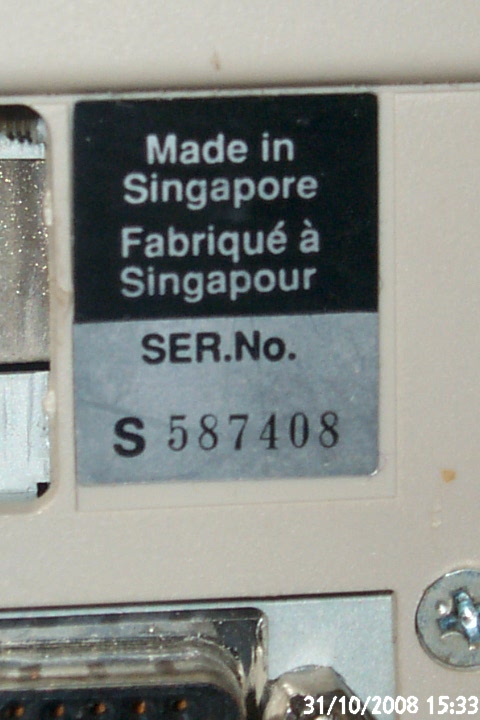 Made in
Singapore
Fabriqué à
Singapour
SER.No.
S 587408
31/10/2008 15:33